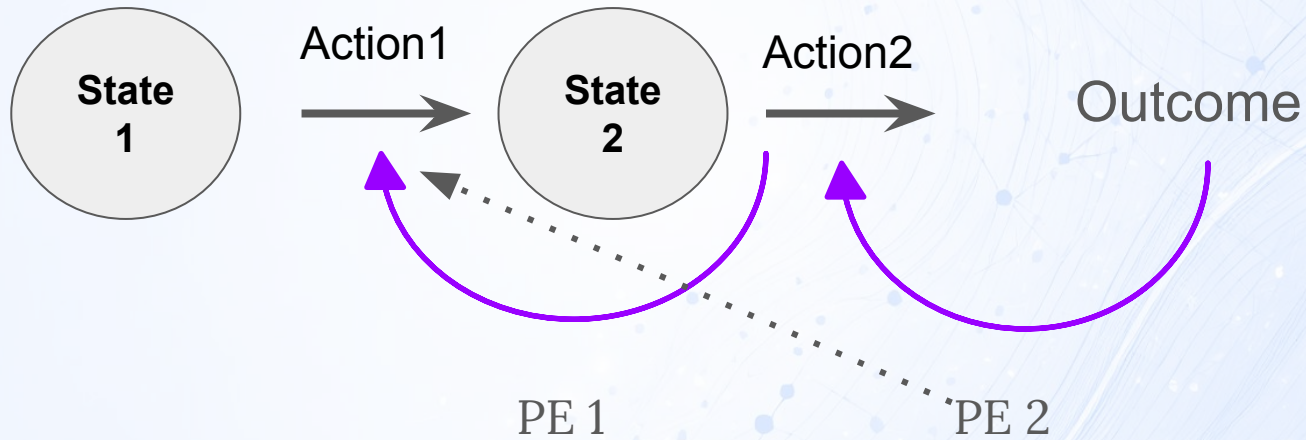 State
1
Action1
State
2
Action2
Outcome
PE 1
PE 2